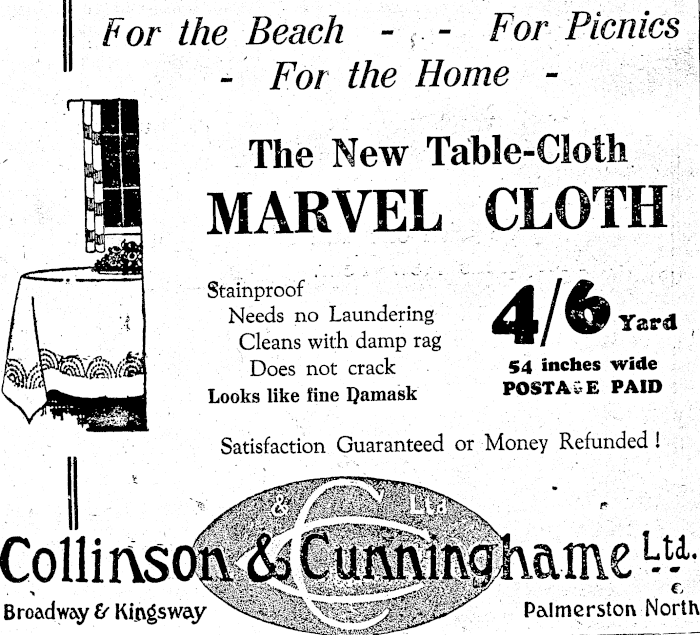 For the Beach - - For Picnics
- For the Home -
The New Table-Cloth
MARVEL CLOTH
Stainproof
Needs no Laundering
Cleans with damp rag
Does not crack
Looks like fine Damask
4/6 Yard
54 inches wide
POSTAGE PAID
Satisfaction Guaranteed or Money Refunded !
& Ltd
Collinson & Cunninghame Ltd.
Broadway & Kingsway
Palmerston North